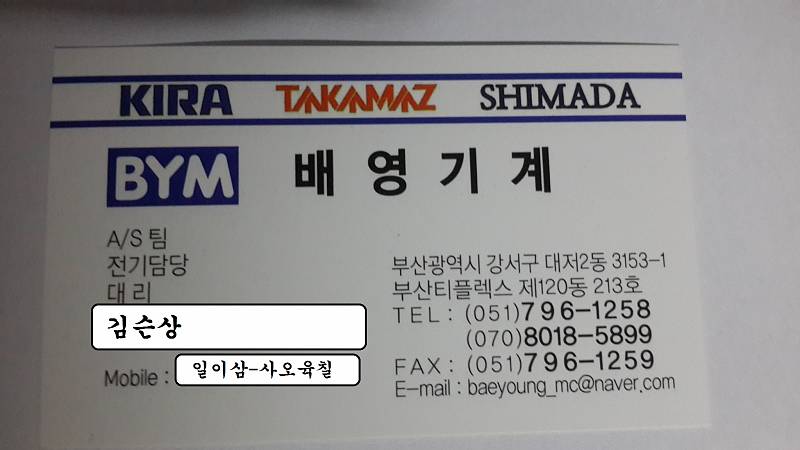 KIRA TAKAMAZ SHIMADA
BYM 배영기계
A/S 팀
전기담당
대 리
김슨상
Mobile : 일이삼-사오육칠
부산광역시 강서구 대저2동 3153-1
부산티플렉스 제120동 213호
TEL : (051)796-1258
(070)8018-5899
FAX : (051)796-1259
E-mail : baeyoung_mc@naver.com